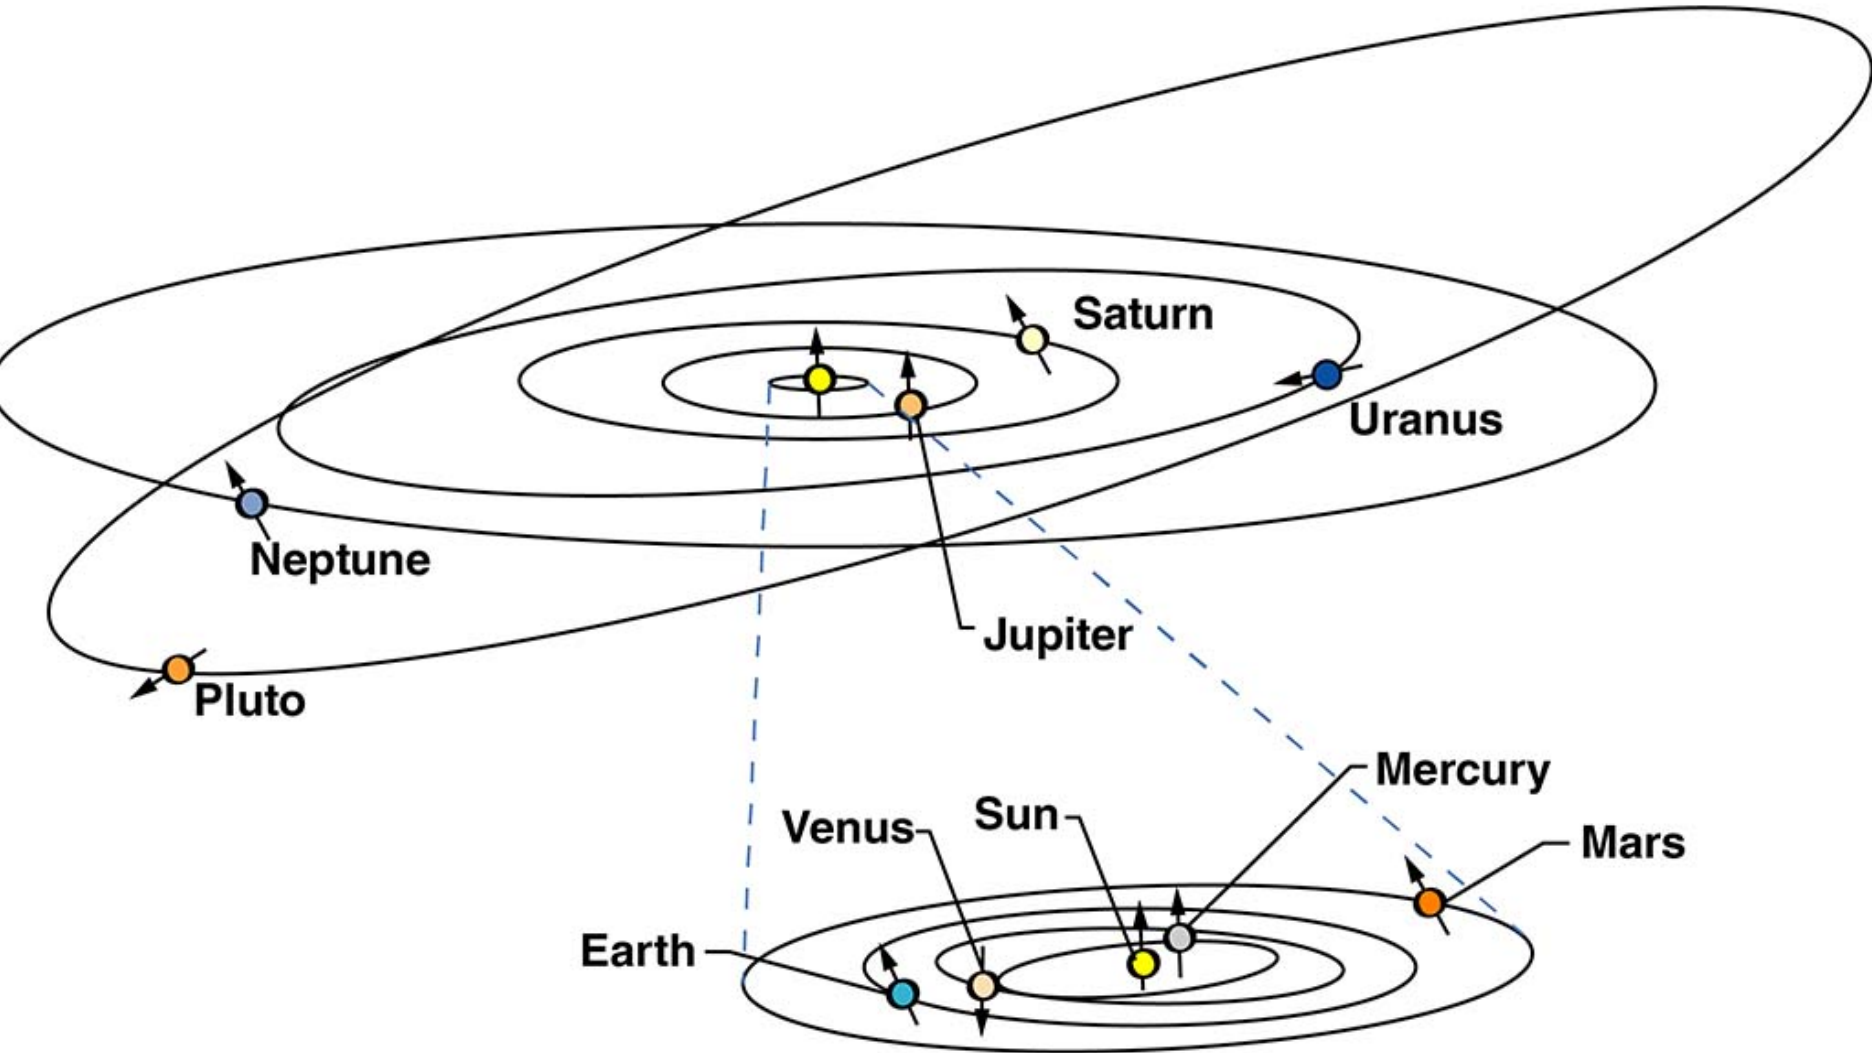 Saturn
Uranus
Neptune
Jupiter
Pluto
Mercury
Venus
Sun
Mars
Earth